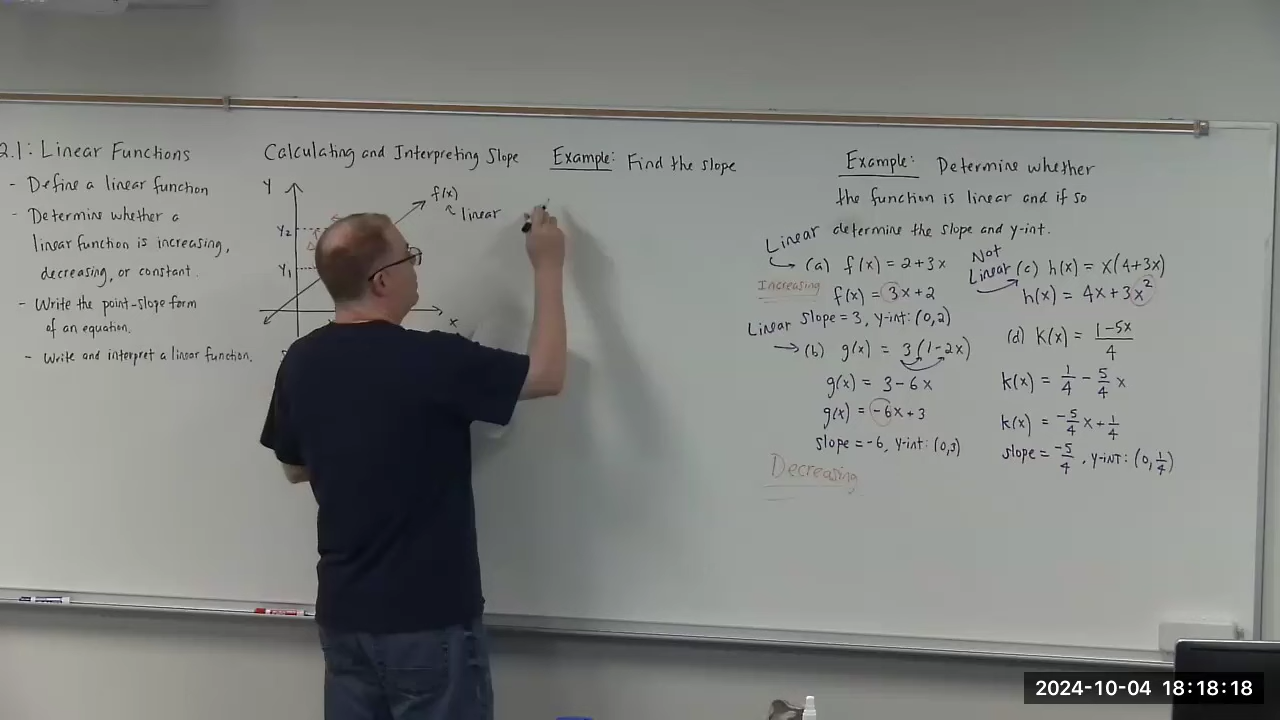 2.1: Linear Functions
- Define a linear function
- Determine whether a
linear function is increasing,
decreasing, or constant.
- Write the point-slope form
of an equation.
- Write and interpret a linear function.
Calculating and Interpreting Slope
Y
f(x)
linear
Y₂
Y₁
x
Example: Find the slope
Example: Determine whether
the function is linear and if so
determine the slope and y-int.
Linear
(a) f(x) = 2+3x
Increasing
f(x) = 3x+2
slope = 3, y-int: (0,2)
Linear
(b) g(x) = 3(1-2x)
g(x) = 3-6x
g(x) = -6x+3
slope = -6, y-int: (0,3)
Decreasing
Not
Linear
(c) h(x) = x(4+3x)
h(x) = 4x+3x²
(d) k(x) = (1-5x)/4
k(x) = 1/4 - 5/4 x
k(x) = -5/4 x + 1/4
slope = -5/4, y-int: (0, 1/4)
2024-10-04 18:18:18